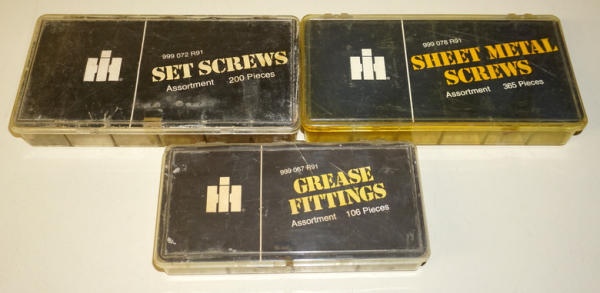 999 072 R91
SET SCREWS
Assortment 200 Pieces
999 078 R91
SHEET METAL
SCREWS
Assortment 365 Pieces
999 067 R91
GREASE
FITTINGS
Assortment 106 Pieces